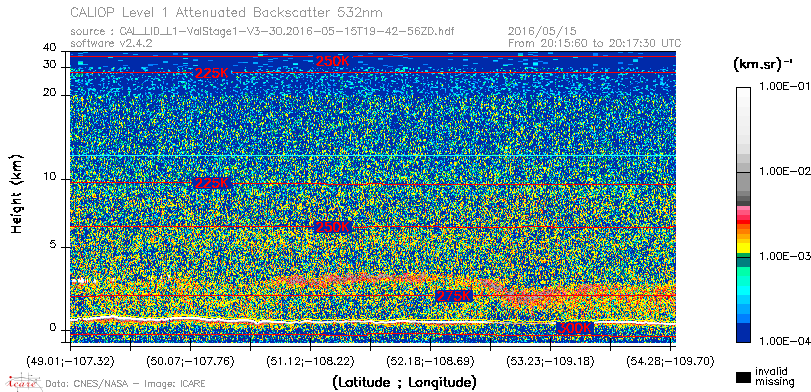 CALIOP Level 1 Attenuated Backscatter 532nm
source : CAL_LID_L1-ValStage1-V3-30.2016-05-15T19-42-56ZD.hdf
2016/05/15
software v2.4.2
From 20:15:60 to 20:17:30 UTC
(km.sr)⁻¹
40
30
20
10
5
0
Height (km)
250K
225K
225K
250K
275K
300K
1.00E-01
1.00E-02
1.00E-03
1.00E-04
(49.01;-107.32)
(50.07;-107.76)
(51.12;-108.22)
(52.18;-108.69)
(53.23;-109.18)
(54.28;-109.70)
(Latitude ; Longitude)
invalid
missing
icare
Data: CNES/NASA - Image: ICARE